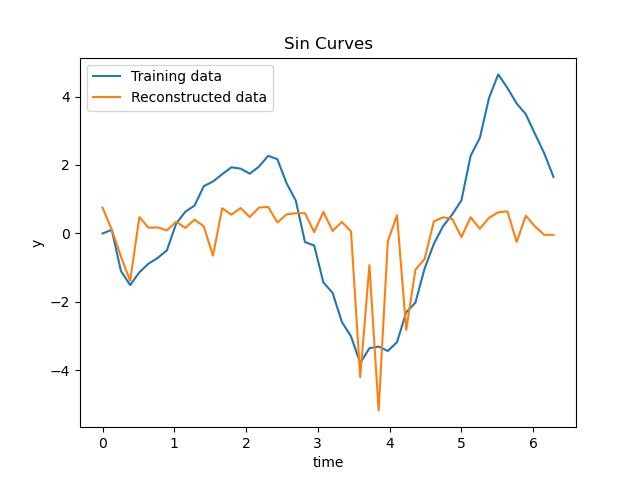 Sin Curves
Training data
Reconstructed data
4
2
0
−2
−4
y
0 1 2 3 4 5 6
time